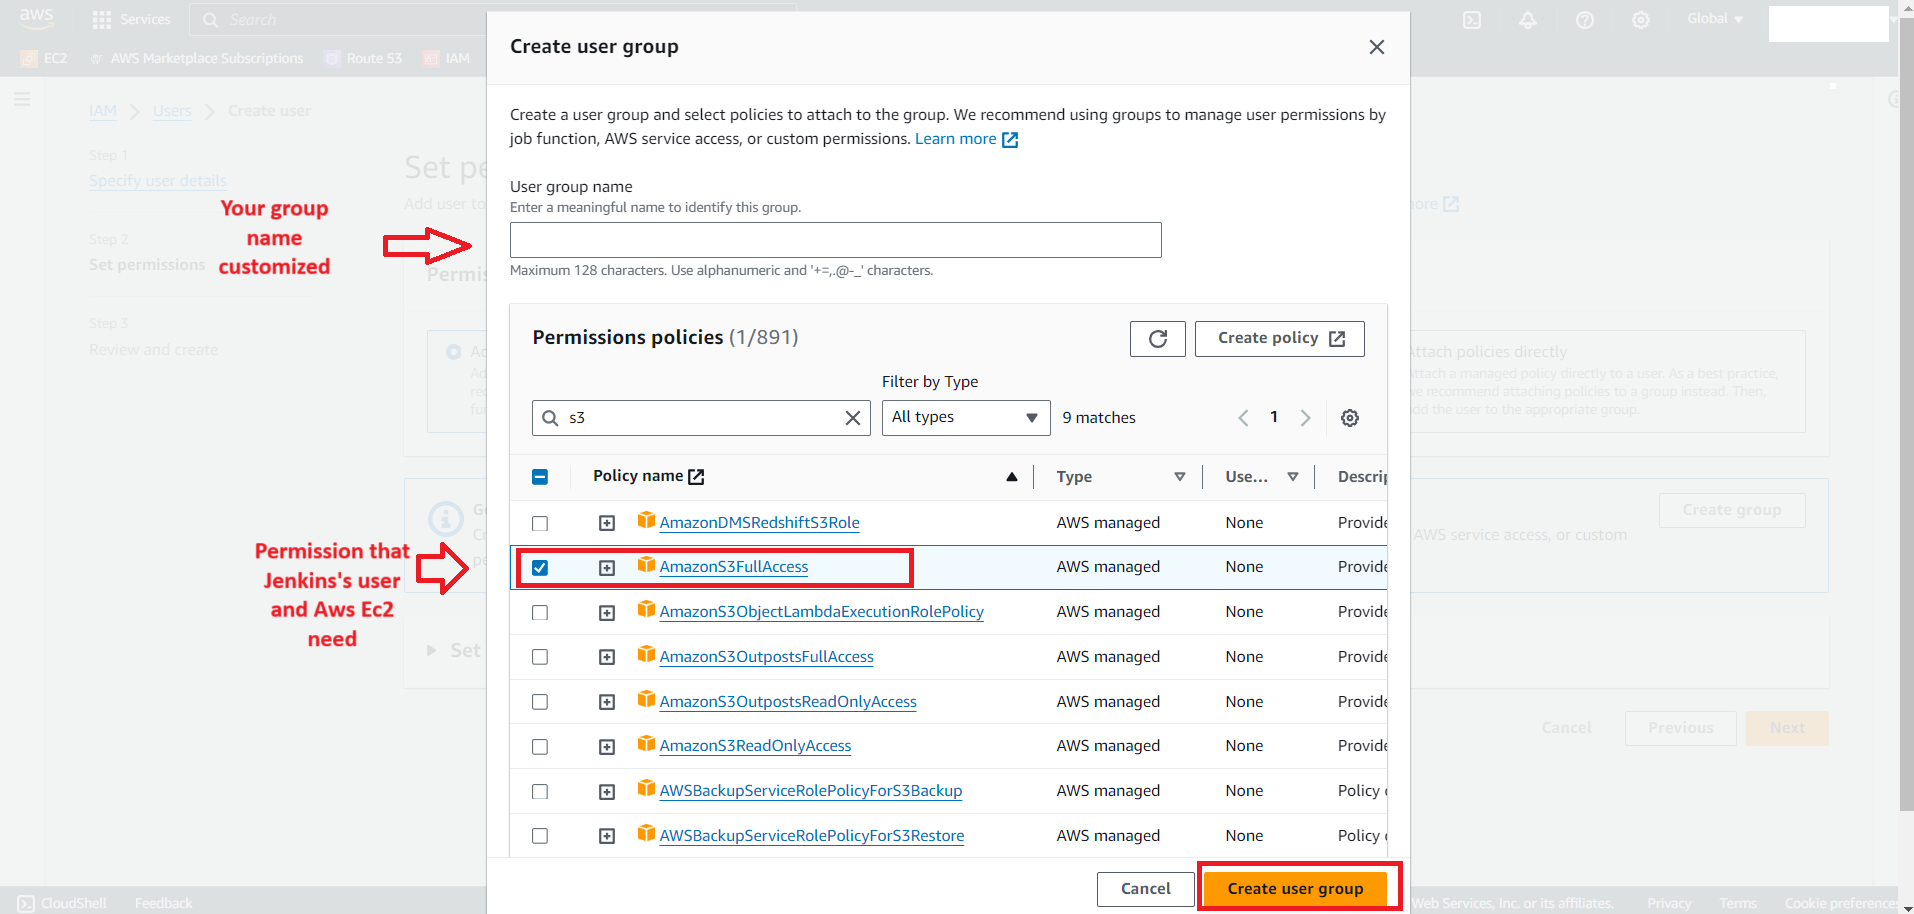 aws
Services
Search
Global
EC2
AWS Marketplace Subscriptions
Route 53
IAM
IAM
Users
Create user
Step 1
Specify user details
Step 2
Set permissions
Step 3
Review and create
Set pe
Add user to
Permis
Set
Your group
name
customized
Permission that
Jenkins's user
and Aws Ec2
need
Create user group
Create a user group and select policies to attach to the group. We recommend using groups to manage user permissions by
job function, AWS service access, or custom permissions. Learn more
User group name
Enter a meaningful name to identify this group.
Maximum 128 characters. Use alphanumeric and '+=,.@-_' characters.
Permissions policies (1/891)
Create policy
Filter by Type
s3
All types
9 matches
1
Policy name
Type
Use...
Descrip
AmazonDMSRedshiftS3Role AWS managed None Provide
AmazonS3FullAccess AWS managed None Provide
AmazonS3ObjectLambdaExecutionRolePolicy AWS managed None Provide
AmazonS3OutpostsFullAccess AWS managed None Provide
AmazonS3OutpostsReadOnlyAccess AWS managed None Provide
AmazonS3ReadOnlyAccess AWS managed None Provide
AWSBackupServiceRolePolicyForS3Backup AWS managed None Policy
AWSBackupServiceRolePolicyForS3Restore AWS managed None Policy
Cancel
Create user group
ore
Attach policies directly
Attach a managed policy directly to a user. As a best practice,
we recommend attaching policies to a group instead. Then,
add the user to the appropriate group.
Create group
AWS service access, or custom
Cancel
Previous
Next
CloudShell
Feedback
Web Services, Inc. or its affiliates.
Privacy
Terms
Cookie preferences